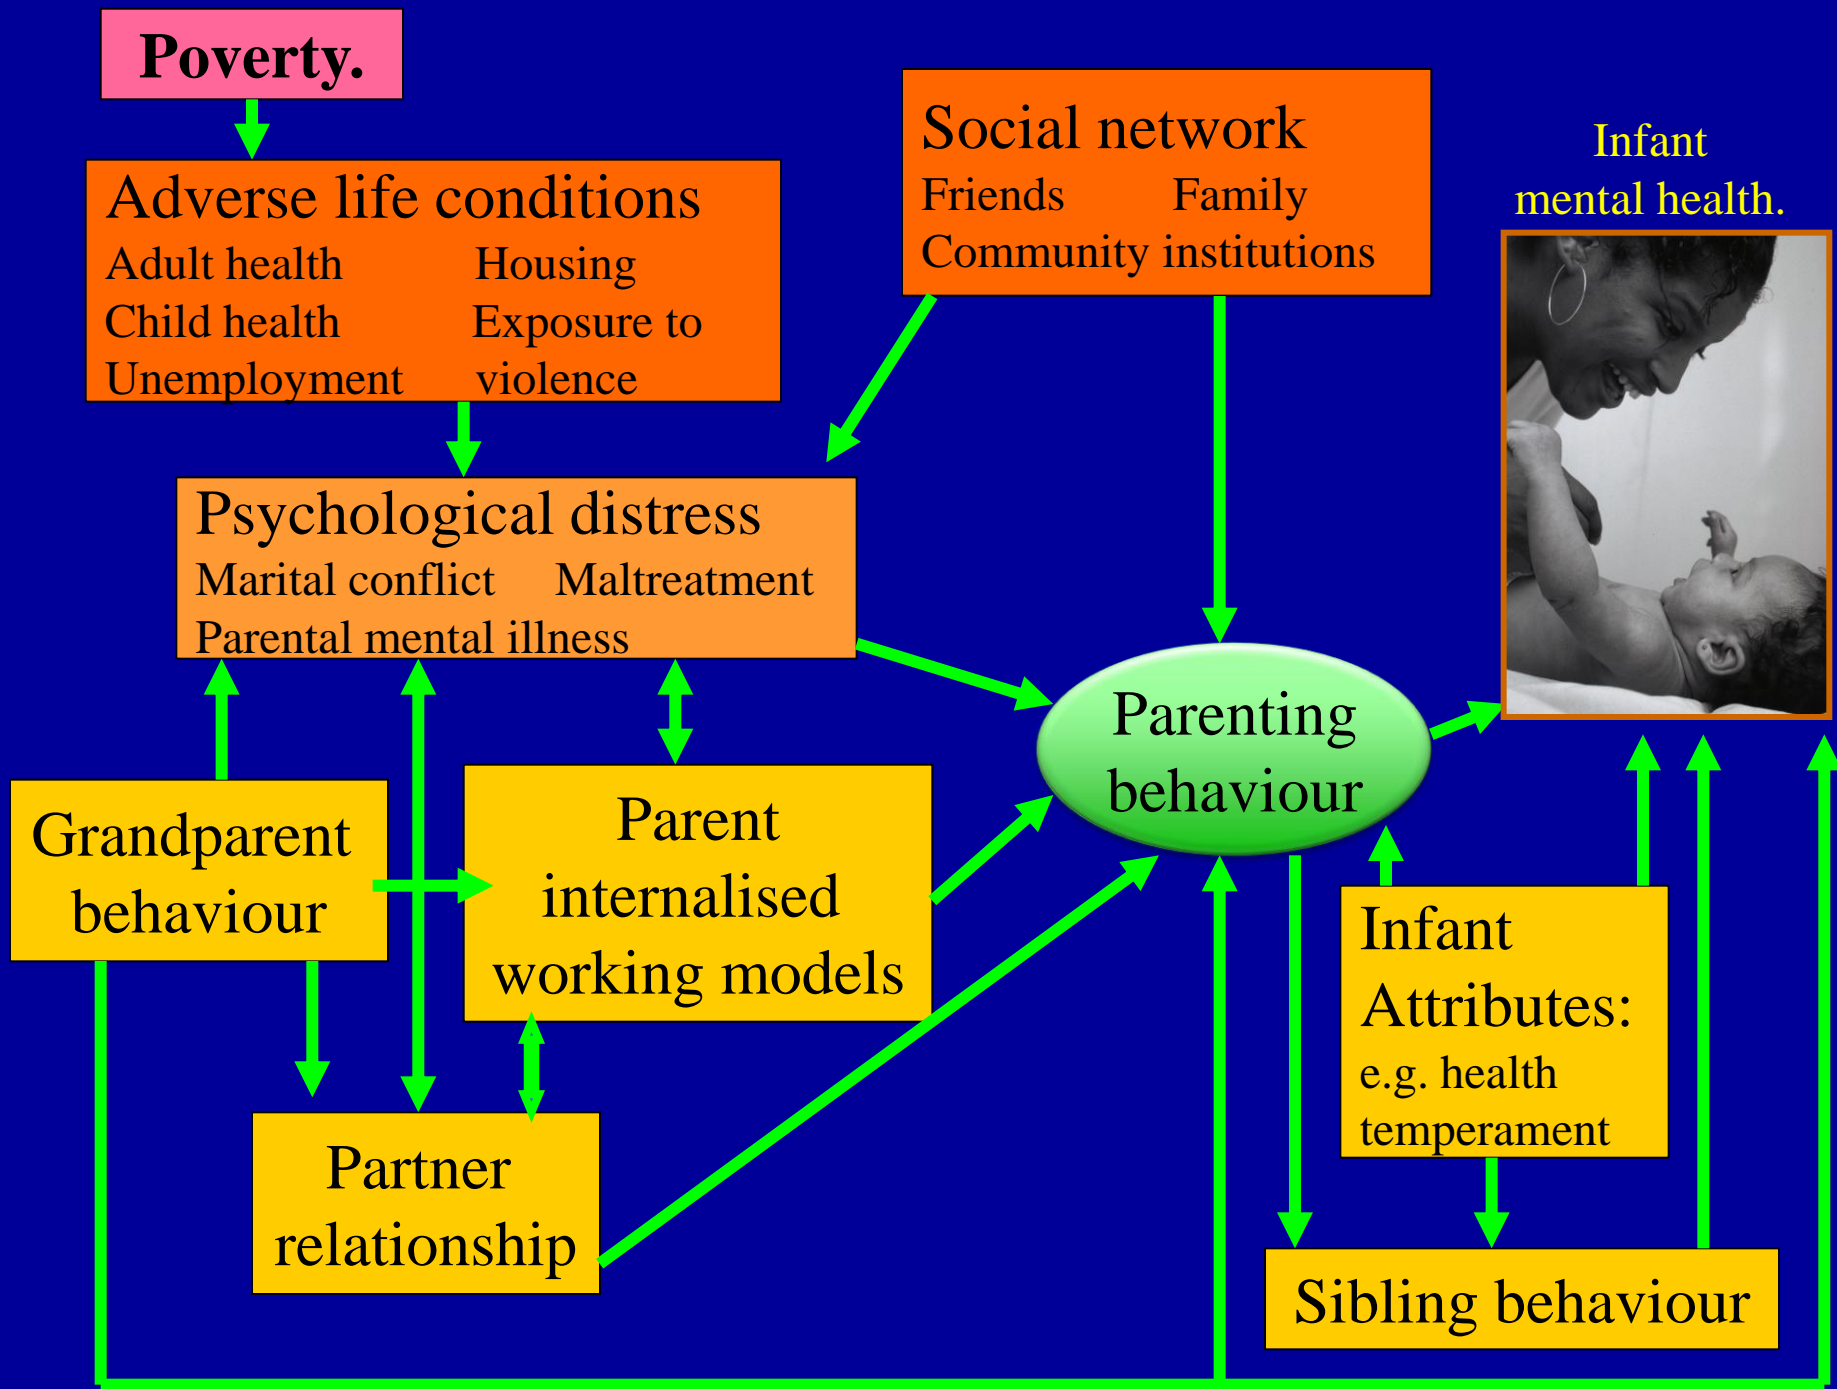 Poverty.
Adverse life conditions
Adult health Housing
Child health Exposure to
Unemployment violence
Social network
Friends Family
Community institutions
Infant
mental health.
Psychological distress
Marital conflict Maltreatment
Parental mental illness
Parenting
behaviour
Grandparent
behaviour
Parent
internalised
working models
Infant
Attributes:
e.g. health
temperament
Partner
relationship
Sibling behaviour